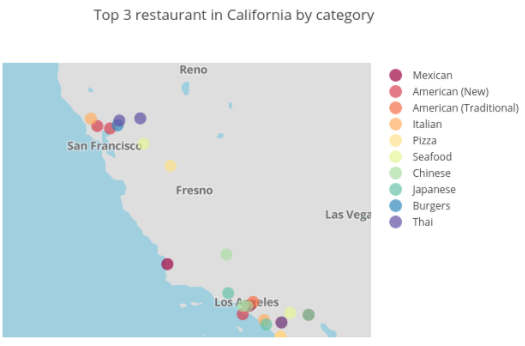 Top 3 restaurant in California by category
Reno
San Francisco
Fresno
Las Vega
Los Angeles
Mexican
American (New)
American (Traditional)
Italian
Pizza
Seafood
Chinese
Japanese
Burgers
Thai